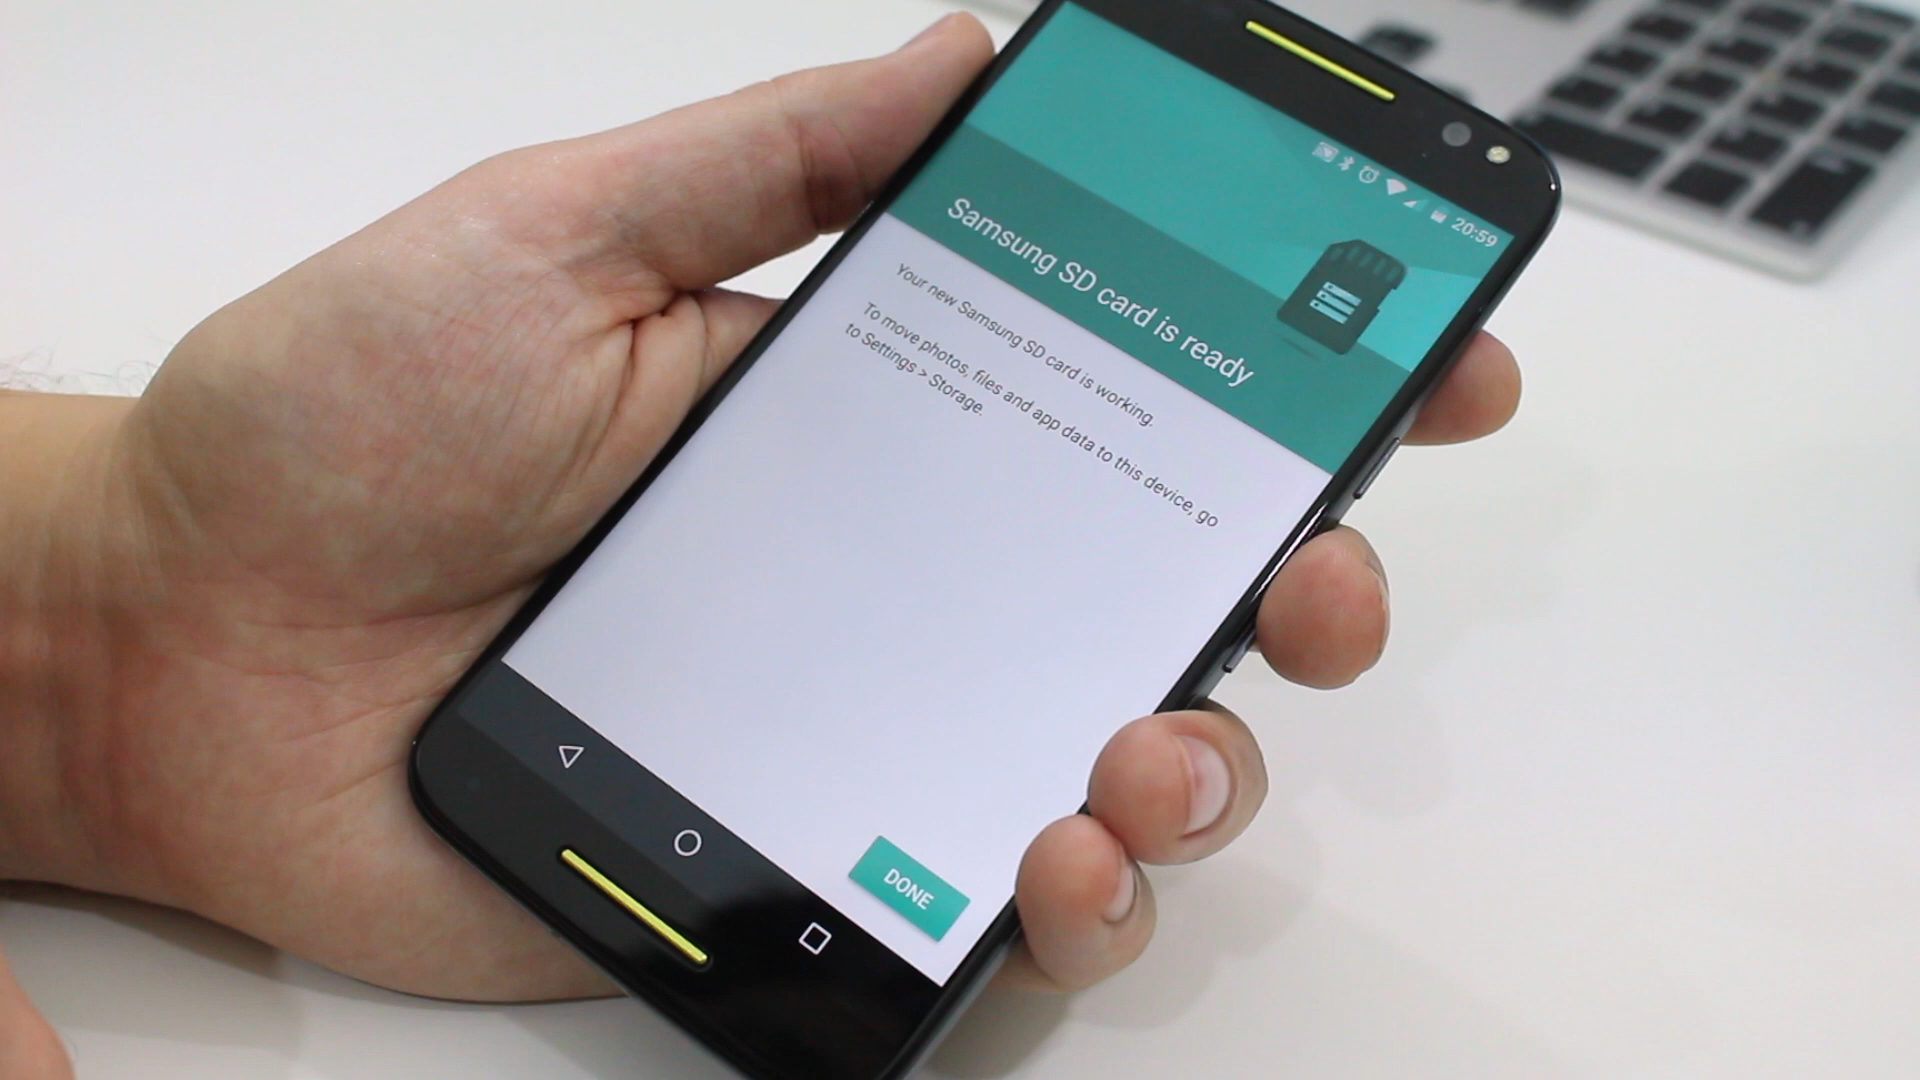 20:59
Samsung SD card is ready
Your new Samsung SD card is working.
To move photos, files and app data to this device, go
to Settings > Storage.
DONE